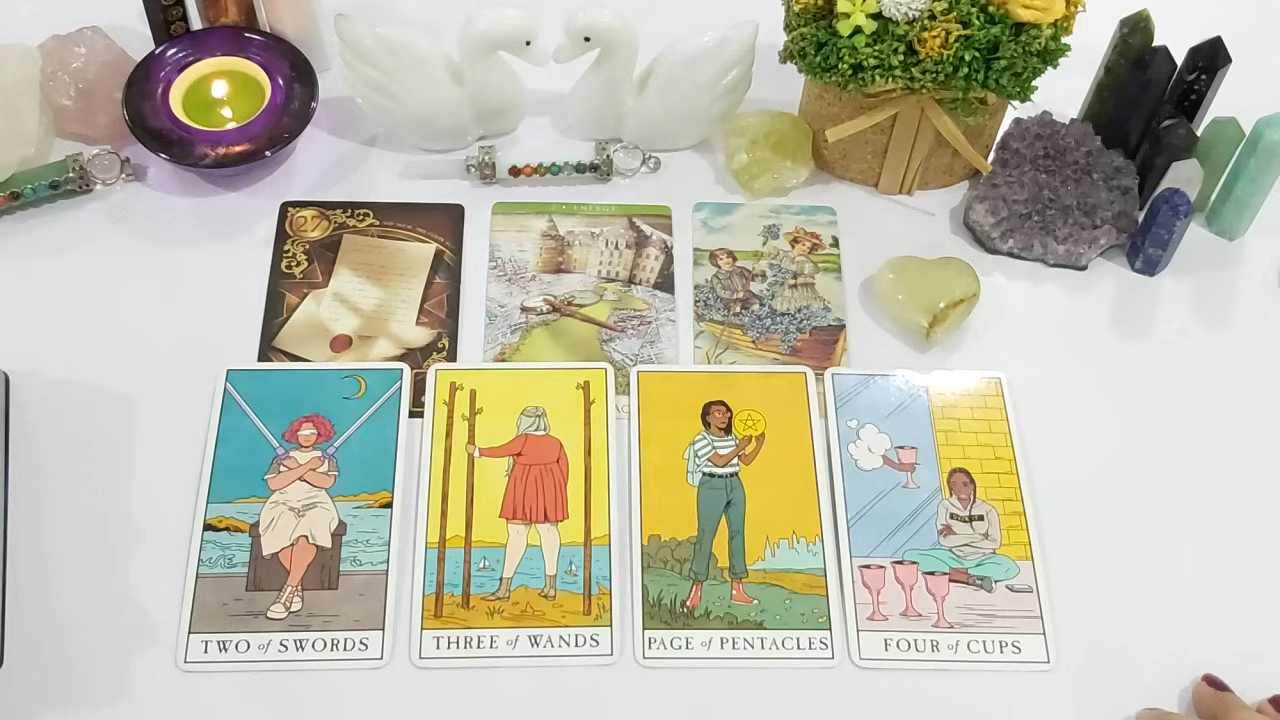 27
ENERGY
TWO of SWORDS
THREE of WANDS
PAGE of PENTACLES
FOUR of CUPS